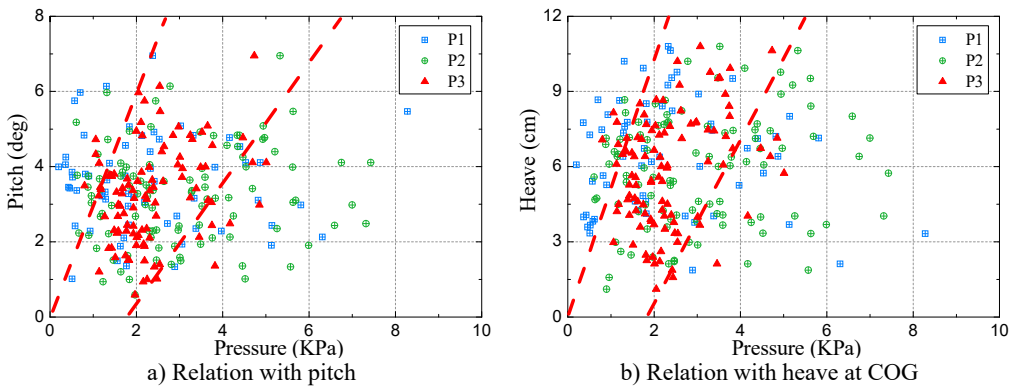 8
6
4
2
0
Pitch (deg)
0
2
4
6
8
10
Pressure (KPa)
P1
P2
P3
a) Relation with pitch
12
9
6
3
0
Heave (cm)
0
2
4
6
8
10
Pressure (KPa)
P1
P2
P3
b) Relation with heave at COG